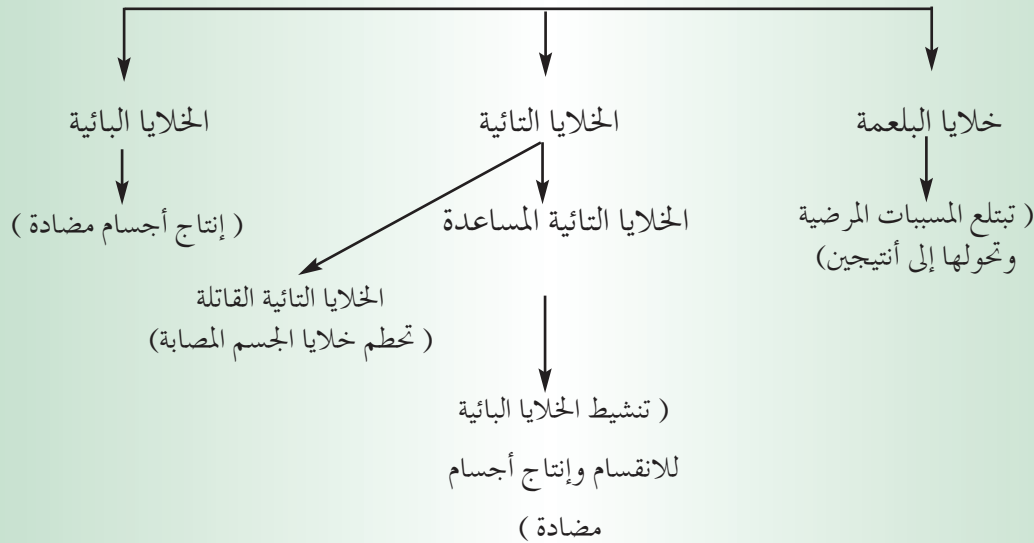 خلايا البلعمة
الخلايا التائية
الخلايا البائية
( تبتلع المسببات المرضية
وتحولها إلى أنتيجين)
الخلايا التائية المساعدة
( إنتاج أجسام مضادة )
الخلايا التائية القاتلة
( تحطم خلايا الجسم المصابة)
( تنشيط الخلايا البائية
للانقسام وإنتاج أجسام
مضادة )